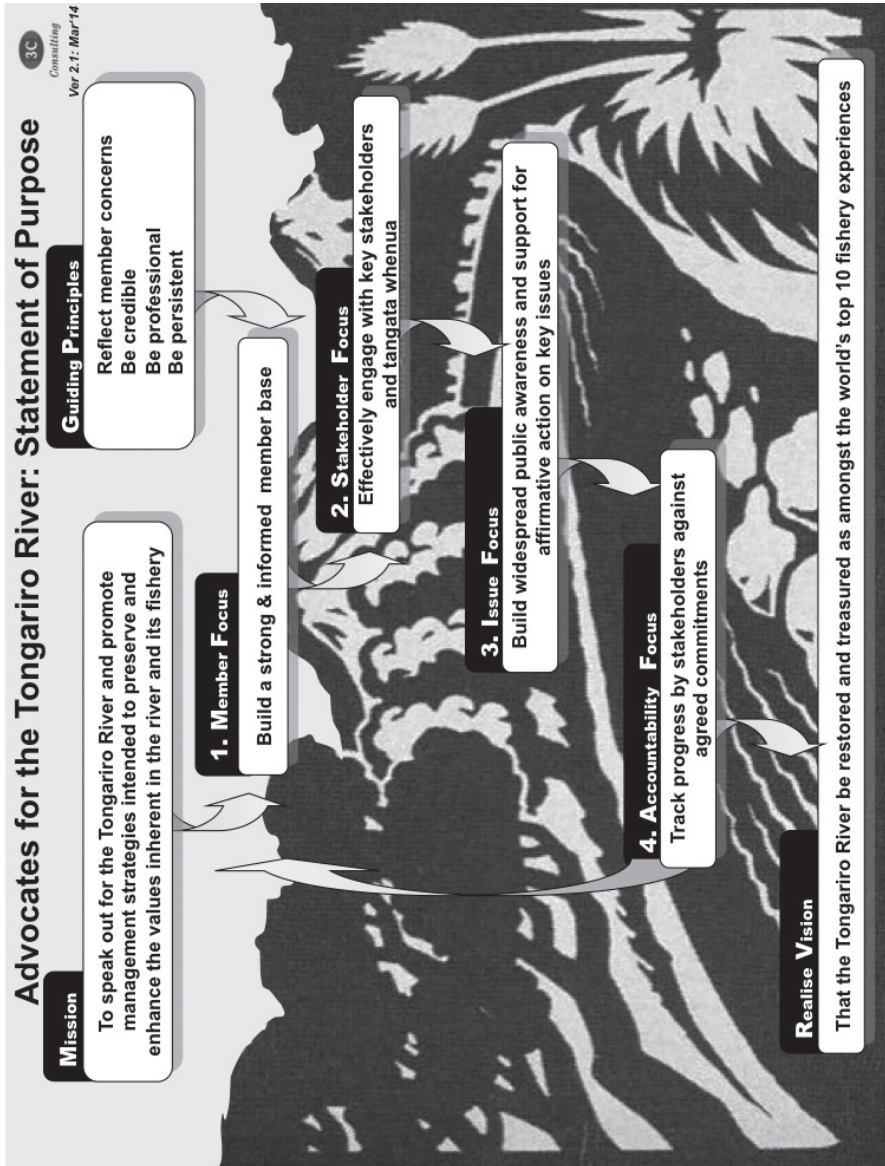 Advocates for the Tongariro River: Statement of Purpose
3C
Consulting
Ver 2.1: Mar'14
Mission
To speak out for the Tongariro River and promote
management strategies intended to preserve and
enhance the values inherent in the river and its fishery
Guiding Principles
Reflect member concerns
Be credible
Be professional
Be persistent
1. Member Focus
Build a strong & informed member base
2. Stakeholder Focus
Effectively engage with key stakeholders
and tangata whenua
3. Issue Focus
Build widespread public awareness and support for
affirmative action on key issues
4. Accountability Focus
Track progress by stakeholders against
agreed commitments
Realise Vision
That the Tongariro River be restored and treasured as amongst the world's top 10 fishery experiences